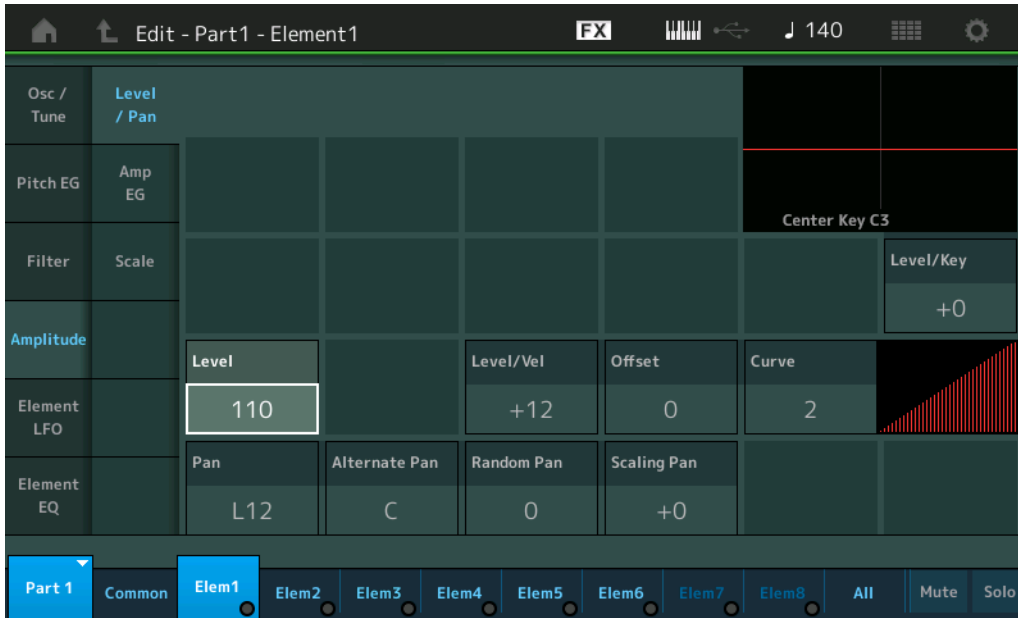 Edit - Part1 - Element1
FX
♩ 140
Osc /
Tune
Level
/ Pan
Pitch EG
Amp
EG
Center Key C3
Filter
Scale
Level/Key
+0
Amplitude
Level
Level/Vel
Offset
Curve
110
+12
0
2
Element
LFO
Pan
Alternate Pan
Random Pan
Scaling Pan
L12
C
0
+0
Element
EQ
Part 1
Common
Elem1
Elem2
Elem3
Elem4
Elem5
Elem6
Elem7
Elem8
All
Mute
Solo